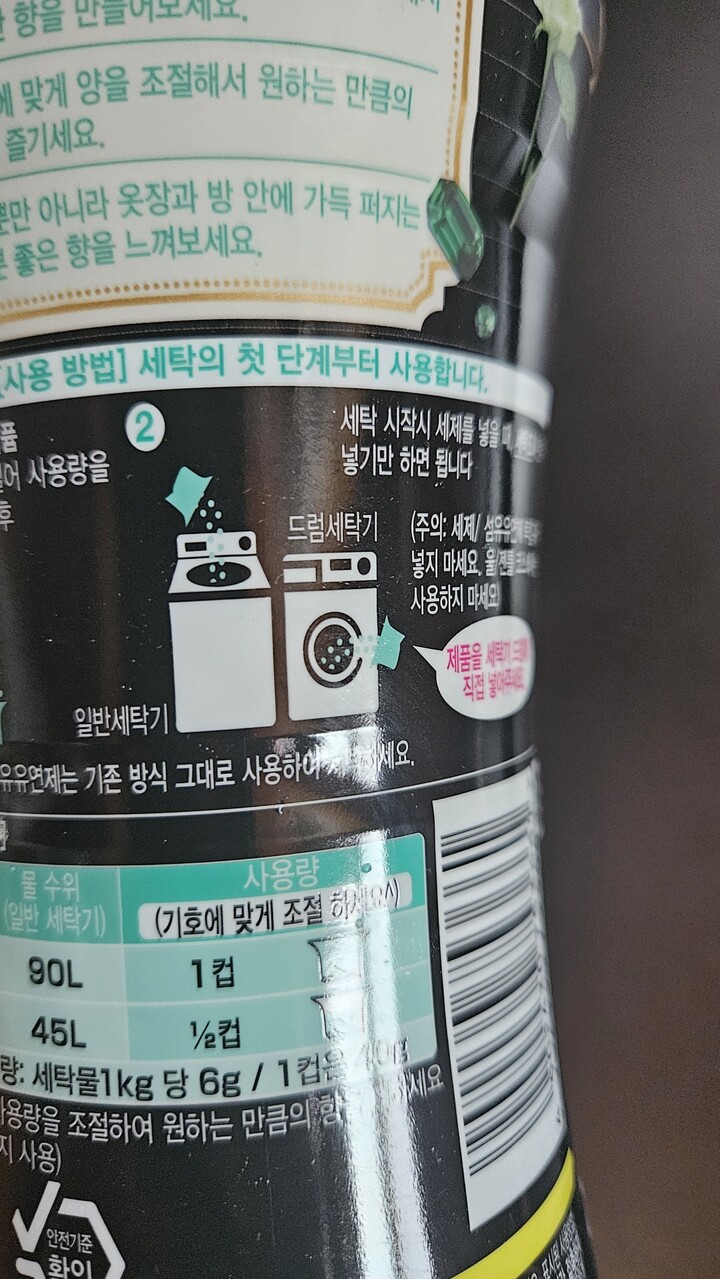 향을 만들어보세요.
에 맞게 양을 조절해서 원하는 만큼의
즐기세요.
뿐만 아니라 옷장과 방 안에 가득 퍼지는
좋은 향을 느껴보세요.
[사용 방법] 세탁의 첫 단계부터 사용합니다.
2
사용량을
후
세탁 시작시 세제를 넣을 때
넣기만 하면 됩니다
드럼세탁기
(주의: 세제/
넣지 마세요.
사용하지 마세요)
제품을 세탁기
직접 넣어주세요
일반세탁기
유연제는 기존 방식 그대로 사용하여
물 수위
(일반 세탁기)
사용량
(기호에 맞게 조절 하세요)
90L
1컵
45L
½컵
량: 세탁물1kg 당 6g / 1컵은 40g
사용량을 조절하여 원하는 만큼의
지 사용)
안전기준
확인